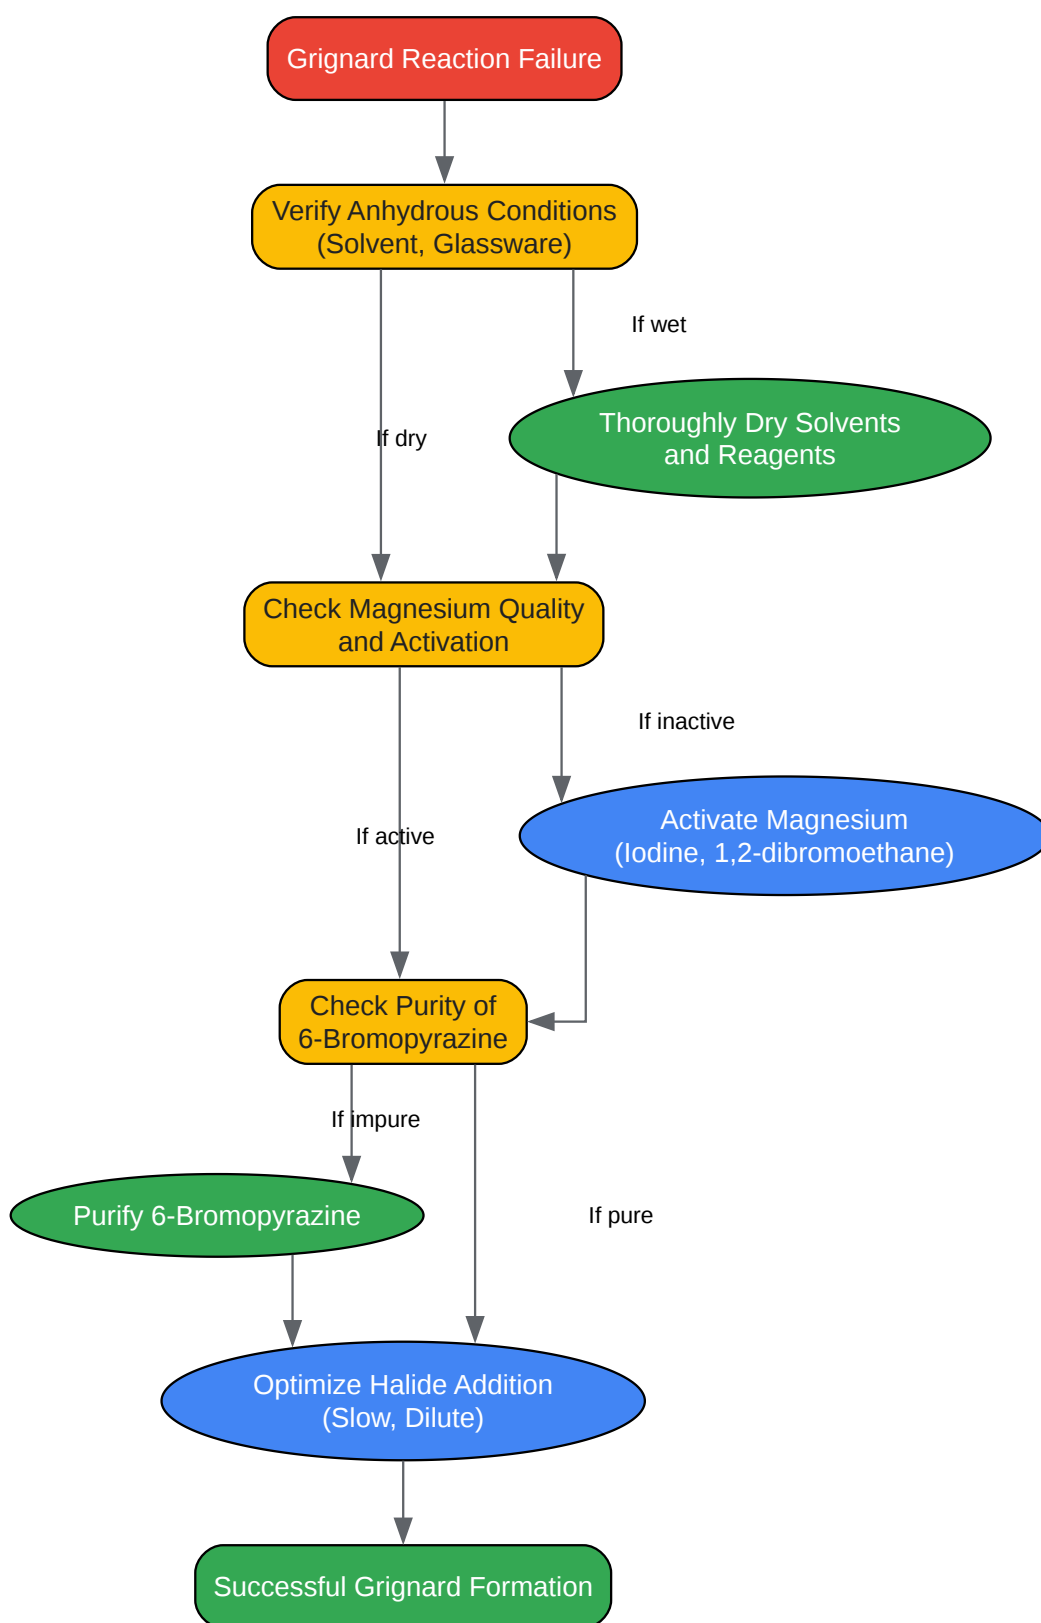 Grignard Reaction Failure
Verify Anhydrous Conditions
(Solvent, Glassware)
If wet
Thoroughly Dry Solvents
and Reagents
If dry
Check Magnesium Quality
and Activation
If inactive
Activate Magnesium
(Iodine, 1,2-dibromoethane)
If active
Check Purity of
6-Bromopyrazine
If impure
Purify 6-Bromopyrazine
If pure
Optimize Halide Addition
(Slow, Dilute)
Successful Grignard Formation